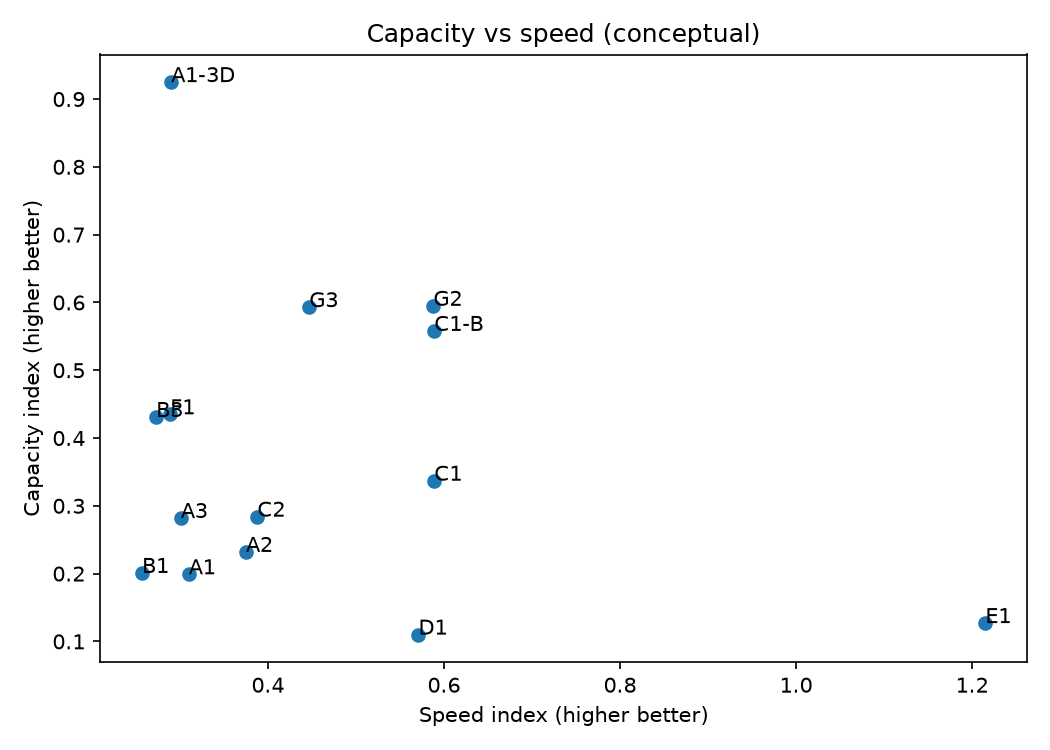 Capacity vs speed (conceptual)
Capacity index (higher better)
0.9
0.8
0.7
0.6
0.5
0.4
0.3
0.2
0.1
A1-3D
G3
G2
C1-B
B3
C1
A3
C2
A2
B1
A1
D1
E1
0.4
0.6
0.8
1.0
1.2
Speed index (higher better)